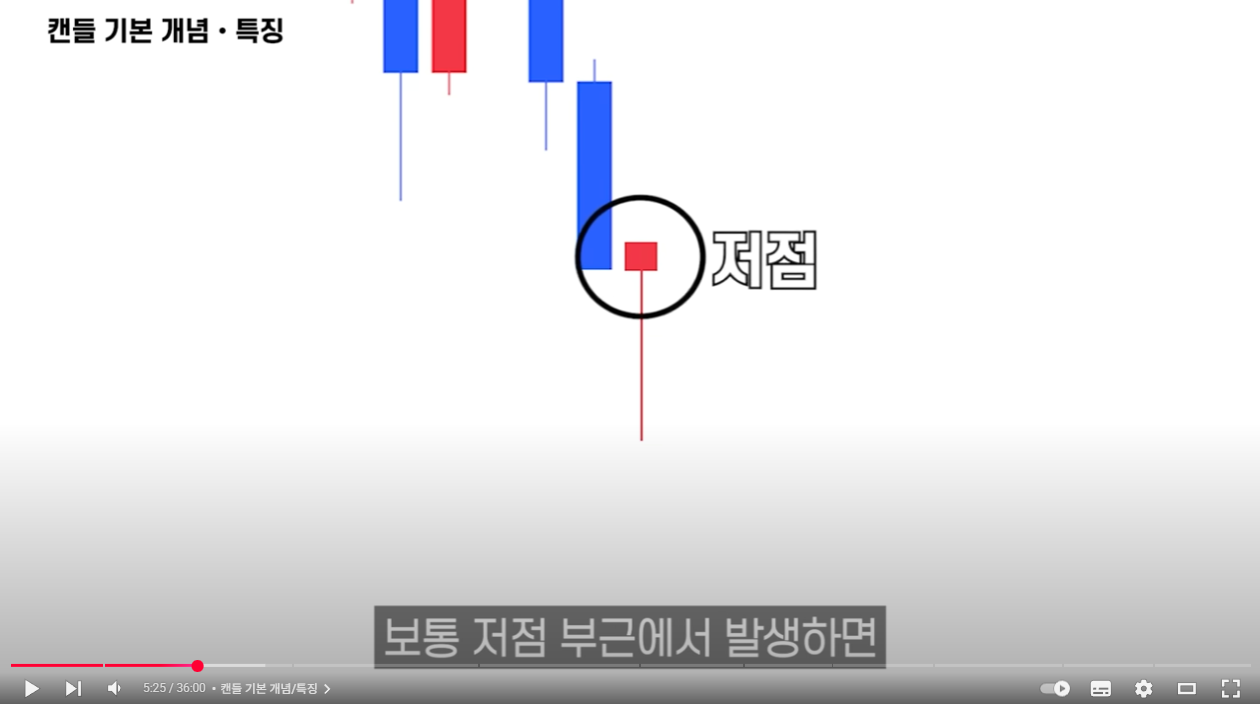 캔들 기본 개념 • 특징
저점
보통 저점 부근에서 발생하면
5:25 / 36:00 • 캔들 기본 개념/특징 >